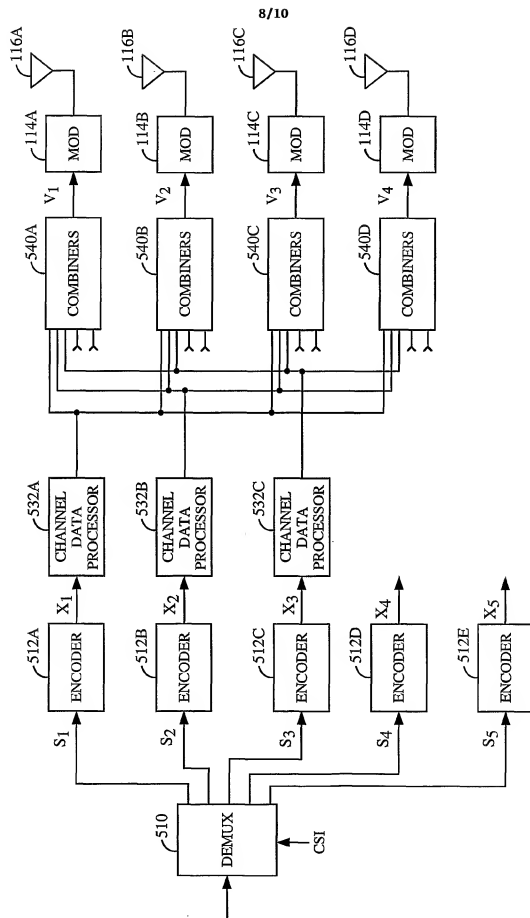 8/10
116A
116B
116C
116D
114A
114B
114C
114D
MOD
MOD
MOD
MOD
V1
V2
V3
V4
540A
540B
540C
540D
COMBINERS
COMBINERS
COMBINERS
COMBINERS
532A
532B
532C
CHANNEL
DATA
PROCESSOR
CHANNEL
DATA
PROCESSOR
CHANNEL
DATA
PROCESSOR
X1
X2
X3
X4
X5
512A
512B
512C
512D
512E
ENCODER
ENCODER
ENCODER
ENCODER
ENCODER
S1
S2
S3
S4
S5
510
DEMUX
CSI